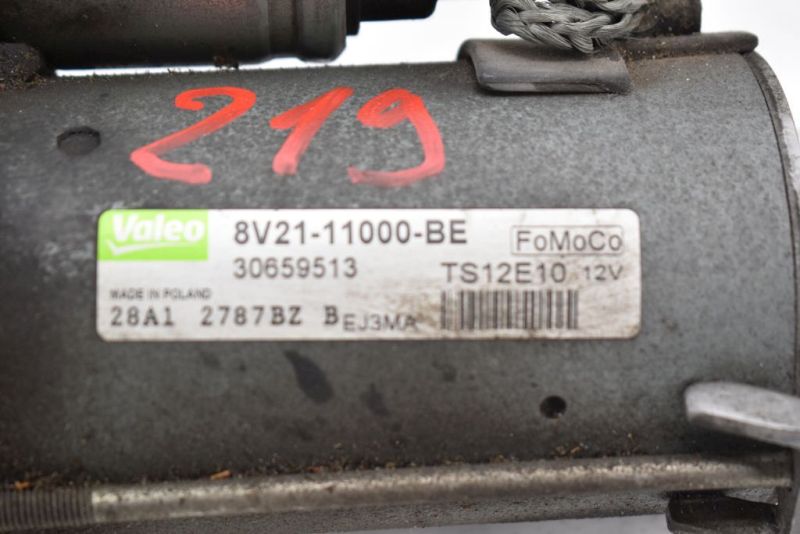 219
Valeo 8V21-11000-BE FoMoCo
30659513 TS12E10 12V
MADE IN POLAND
28A1 2787BZ B EJ3MA